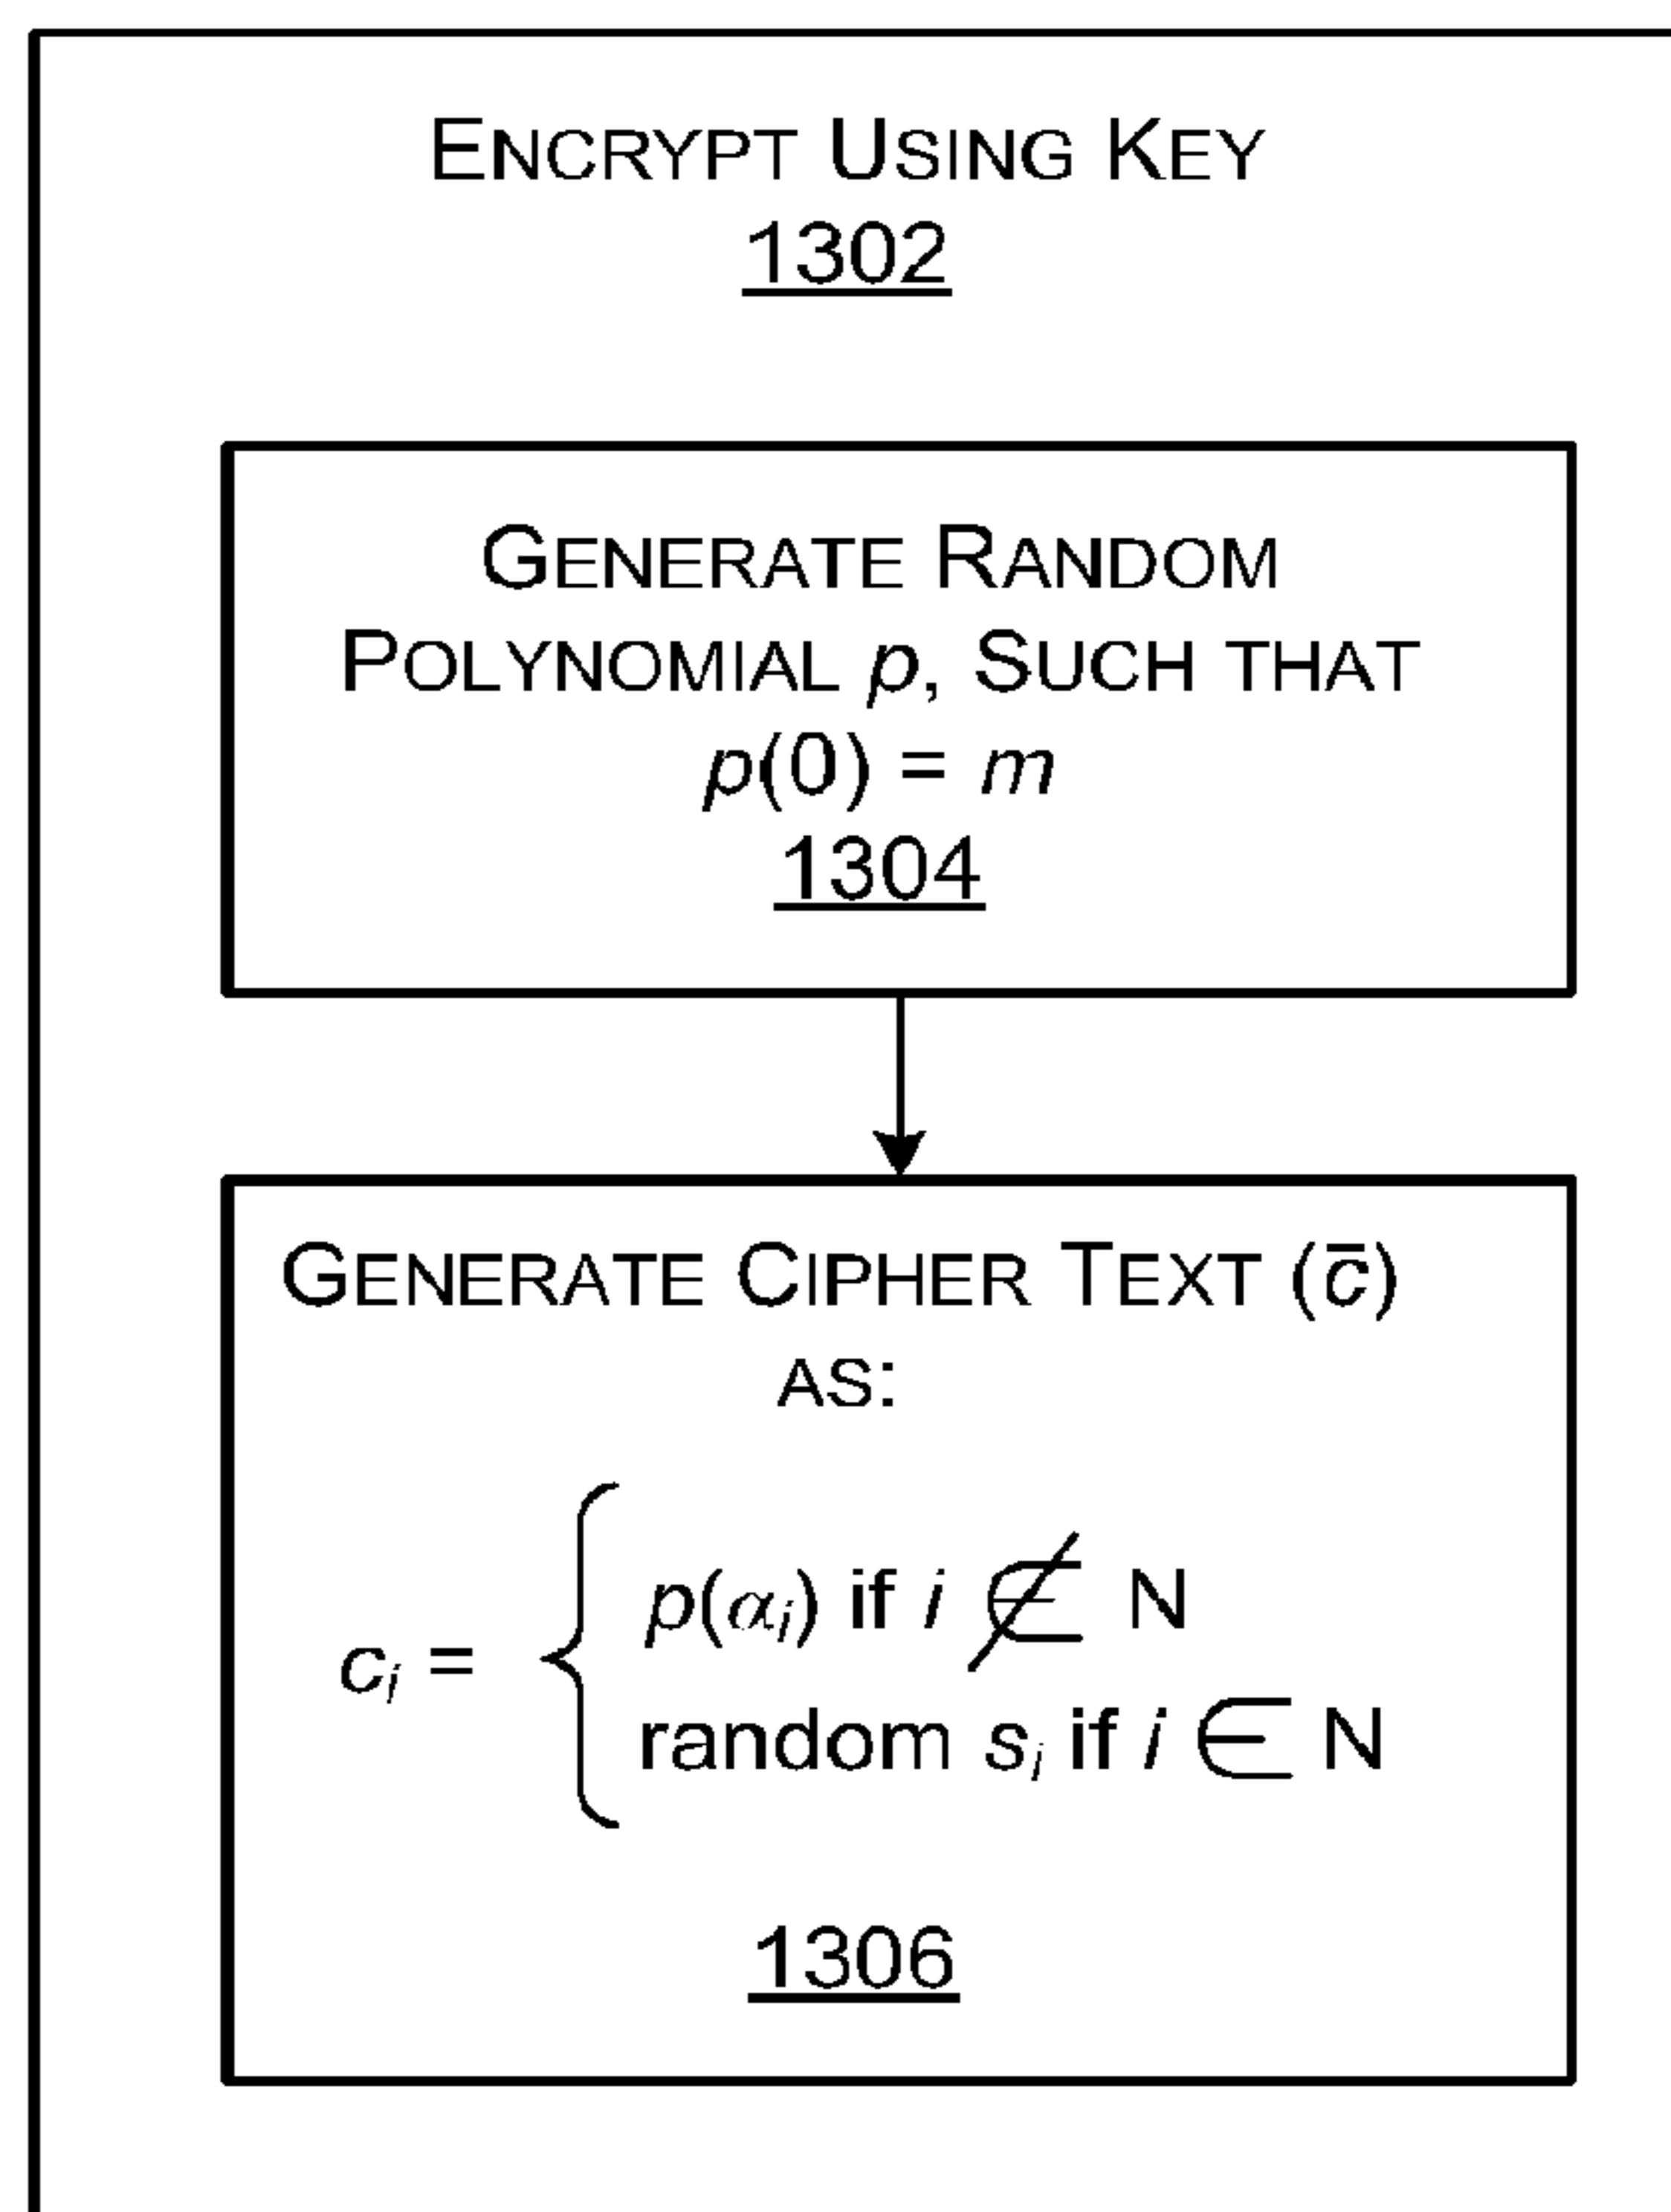 ENCRYPT USING KEY
1302
GENERATE RANDOM
POLYNOMIAL p, SUCH THAT
p(0) = m
1304
GENERATE CIPHER TEXT (c̄)
AS:
p(αᵢ) if i ∉ N
cᵢ =
random sᵢ if i ∈ N
1306